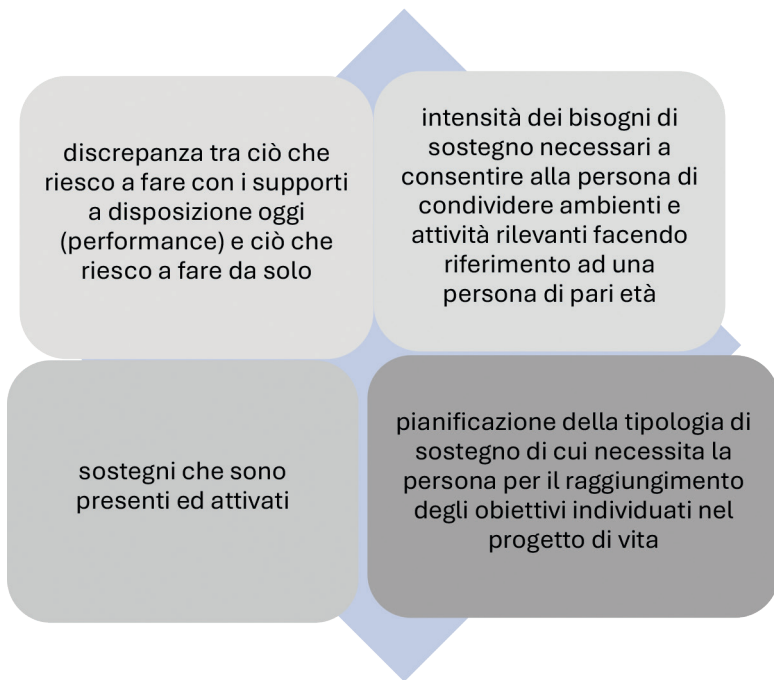 discrepanza tra ciò che
riesco a fare con i supporti
a disposizione oggi
(performance) e ciò che
riesco a fare da solo
intensità dei bisogni di
sostegno necessari a
consentire alla persona di
condividere ambienti e
attività rilevanti facendo
riferimento ad una
persona di pari età
sostegni che sono
presenti ed attivati
pianificazione della tipologia di
sostegno di cui necessita la
persona per il raggiungimento
degli obiettivi individuati nel
progetto di vita